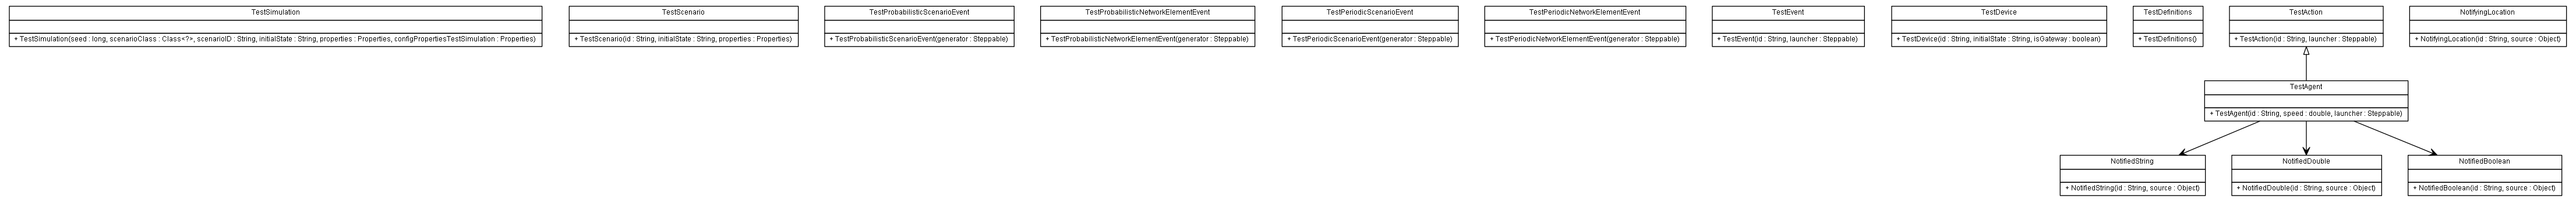 TestSimulation
+ TestSimulation(seed : long, scenarioClass : Class<?>, scenarioID : String, initialState : String, properties : Properties, configPropertiesTestSimulation : Properties)
TestScenario
+ TestScenario(id : String, initialState : String, properties : Properties)
TestProbabilisticScenarioEvent
+ TestProbabilisticScenarioEvent(generator : Steppable)
TestProbabilisticNetworkElementEvent
+ TestProbabilisticNetworkElementEvent(generator : Steppable)
TestPeriodicScenarioEvent
+ TestPeriodicScenarioEvent(generator : Steppable)
TestPeriodicNetworkElementEvent
+ TestPeriodicNetworkElementEvent(generator : Steppable)
TestEvent
+ TestEvent(id : String, launcher : Steppable)
TestDevice
+ TestDevice(id : String, initialState : String, isGateway : boolean)
TestDefinitions
+ TestDefinitions()
TestAction
+ TestAction(id : String, launcher : Steppable)
NotifyingLocation
+ NotifyingLocation(id : String, source : Object)
TestAgent
+ TestAgent(id : String, speed : double, launcher : Steppable)
NotifiedString
+ NotifiedString(id : String, source : Object)
NotifiedDouble
+ NotifiedDouble(id : String, source : Object)
NotifiedBoolean
+ NotifiedBoolean(id : String, source : Object)